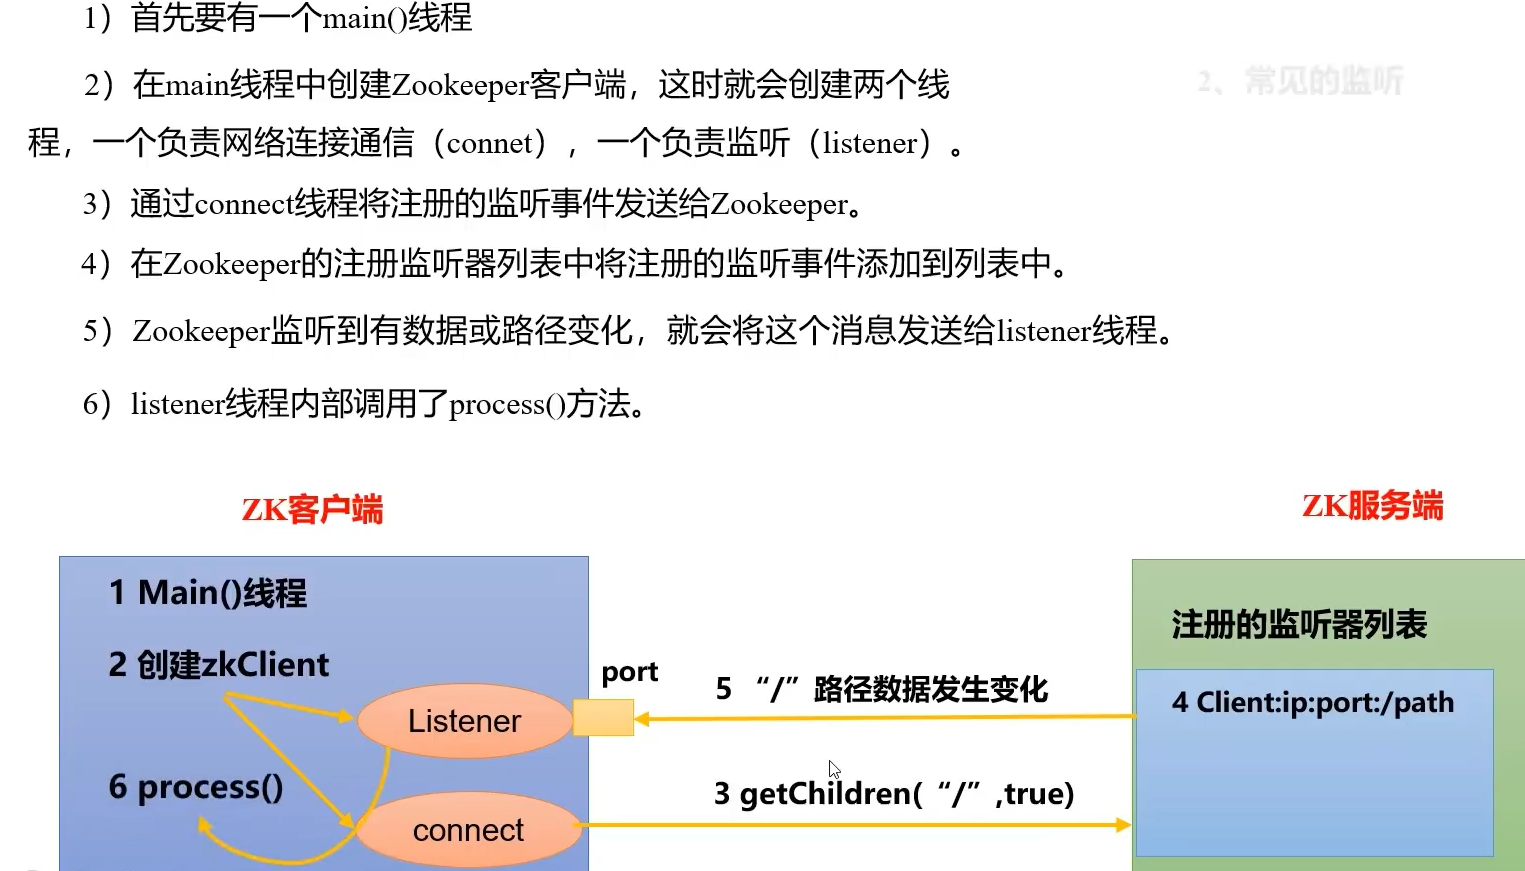 1）首先要有一个main()线程
2）在main线程中创建Zookeeper客户端，这时就会创建两个线
程，一个负责网络连接通信（connet），一个负责监听（listener）。
2、常见的监听
3）通过connect线程将注册的监听事件发送给Zookeeper。
4）在Zookeeper的注册监听器列表中将注册的监听事件添加到列表中。
5）Zookeeper监听到有数据或路径变化，就会将这个消息发送给listener线程。
6）listener线程内部调用了process()方法。
ZK客户端
ZK服务端
1 Main()线程
2 创建zkClient
Listener
port
5 “/”路径数据发生变化
注册的监听器列表
4 Client:ip:port:/path
6 process()
connect
3 getChildren(“/”,true)